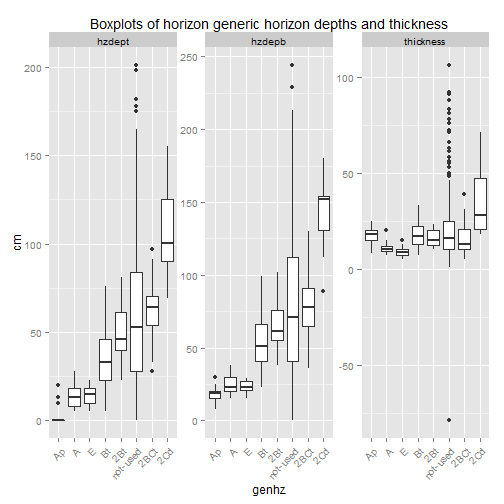 Boxplots of horizon generic horizon depths and thickness
hzdept hzdepb thickness
200
150
100
50
0
250
200
150
100
50
0
100
50
0
-50
cm
Ap A E Bt 2Bt not-used 2BCt 2Cd
Ap A E Bt 2Bt not-used 2BCt 2Cd
Ap A E Bt 2Bt not-used 2BCt 2Cd
genhz